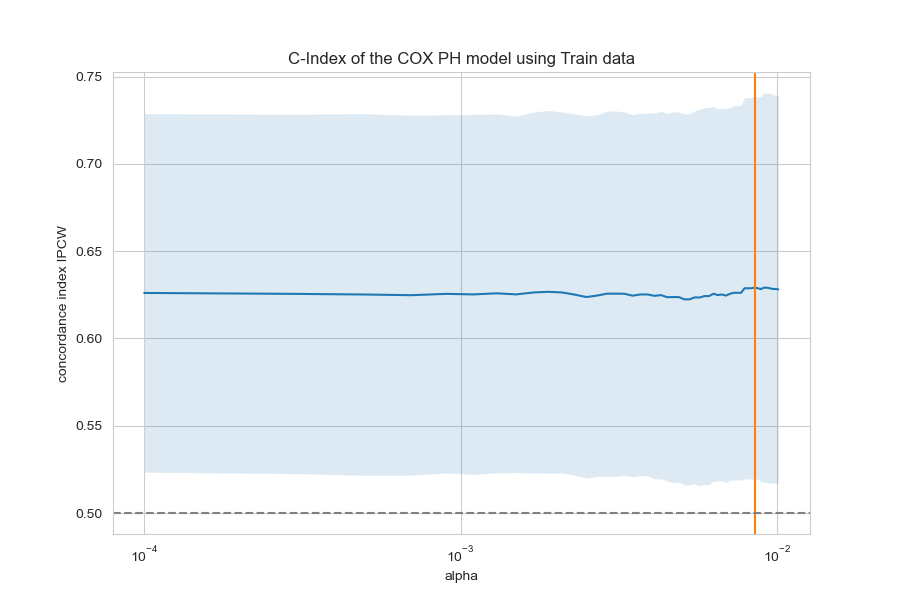 C-Index of the COX PH model using Train data
0.75
0.70
0.65
0.60
0.55
0.50
concordance index IPCW
10⁻⁴ 10⁻³ 10⁻²
alpha